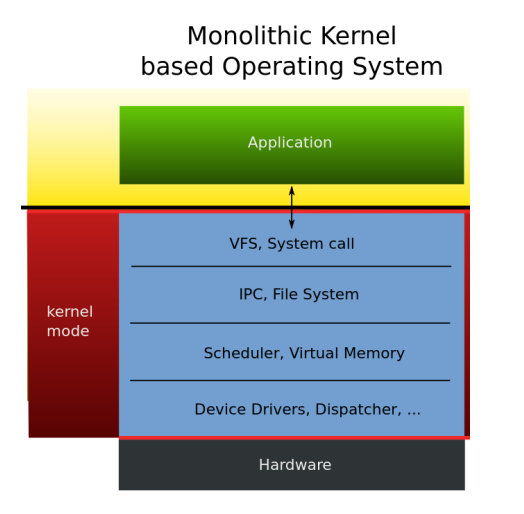 Monolithic Kernel
based Operating System
Application
VFS, System call
IPC, File System
kernel
mode
Scheduler, Virtual Memory
Device Drivers, Dispatcher, ...
Hardware